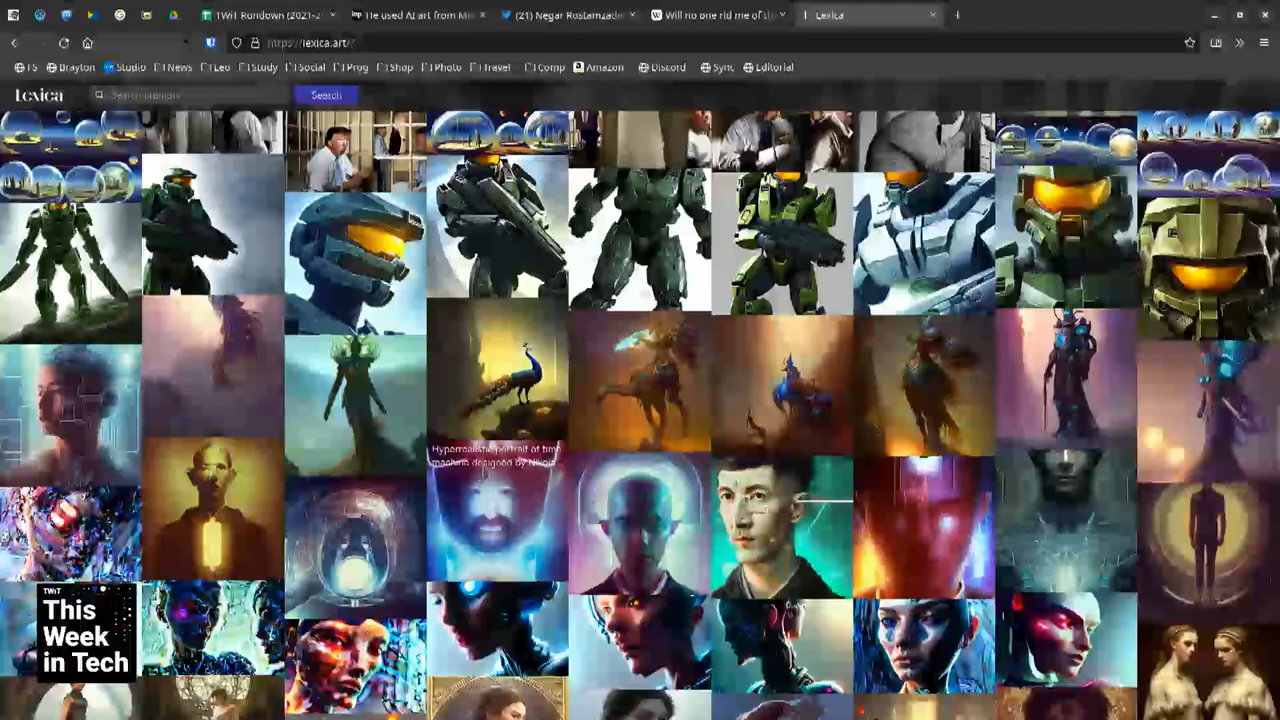 TWiT Rundown (2021-2
He used AI art from Mi
(21) Negar Rostamzade
Will no one rid me of th
Lexica
https://lexica.art/?
TS
Brayton
Studio
News
Leo
Study
Social
Prog
Shop
Photo
Travel
Comp
Amazon
Discord
Sync
Editorial
Lexica
Search
Hyperrealistic portrait of time
machine designed by Nikola
TWiT
This
Week
in Tech